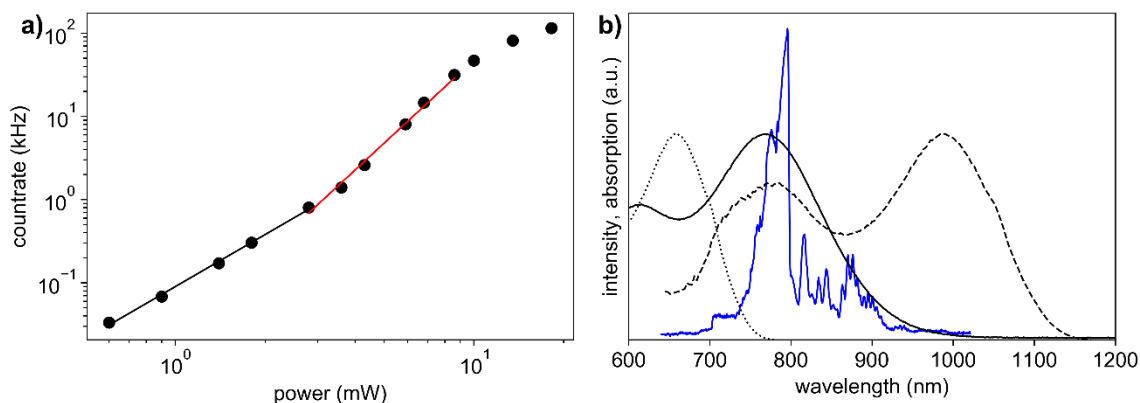 a)
countrate (kHz)
10²
10¹
10⁰
10⁻¹
10⁰
10¹
power (mW)
b)
intensity, absorption (a.u.)
600
700
800
900
1000
1100
1200
wavelength (nm)